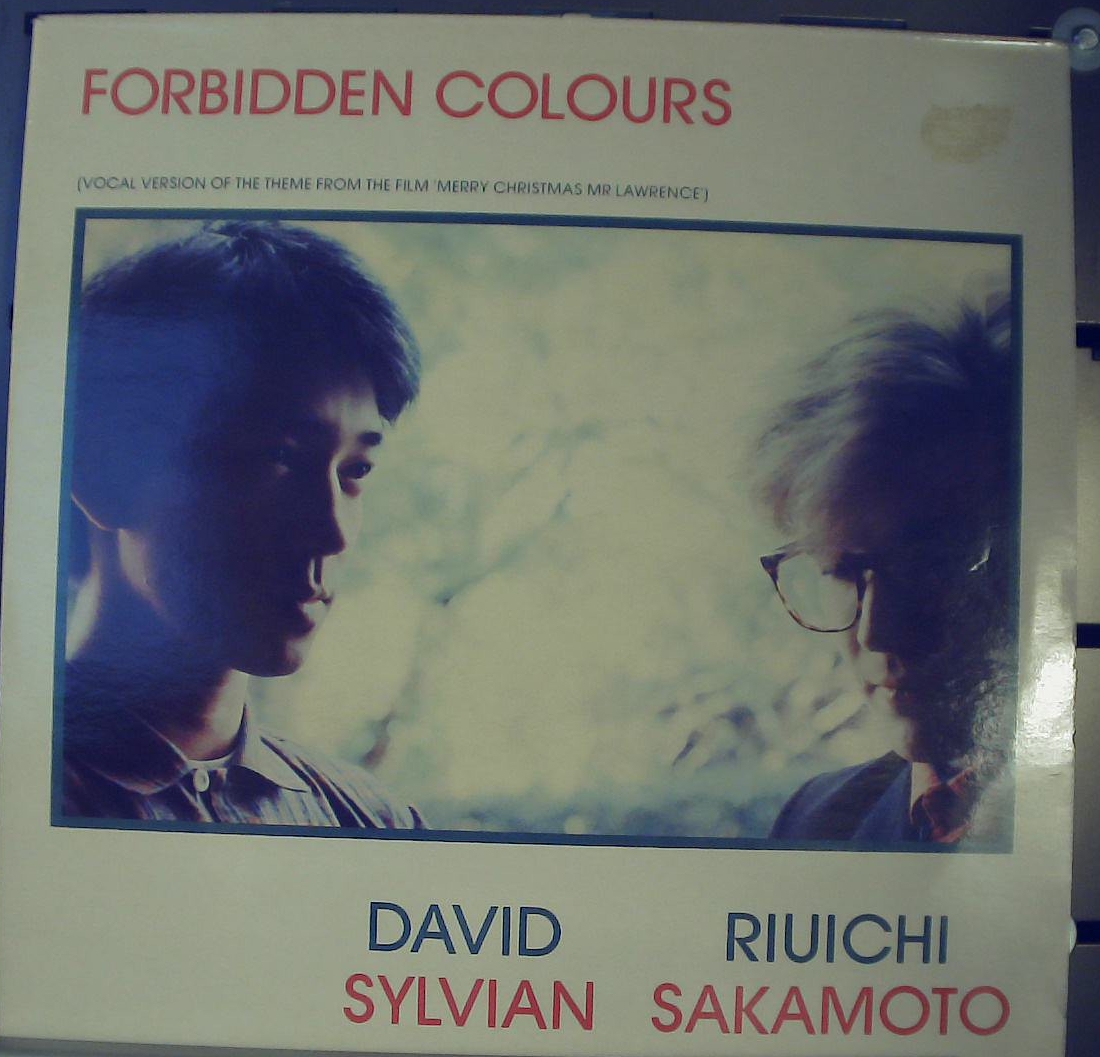 FORBIDDEN COLOURS
(VOCAL VERSION OF THE THEME FROM THE FILM 'MERRY CHRISTMAS MR LAWRENCE')
DAVID RIUICHI
SYLVIAN SAKAMOTO